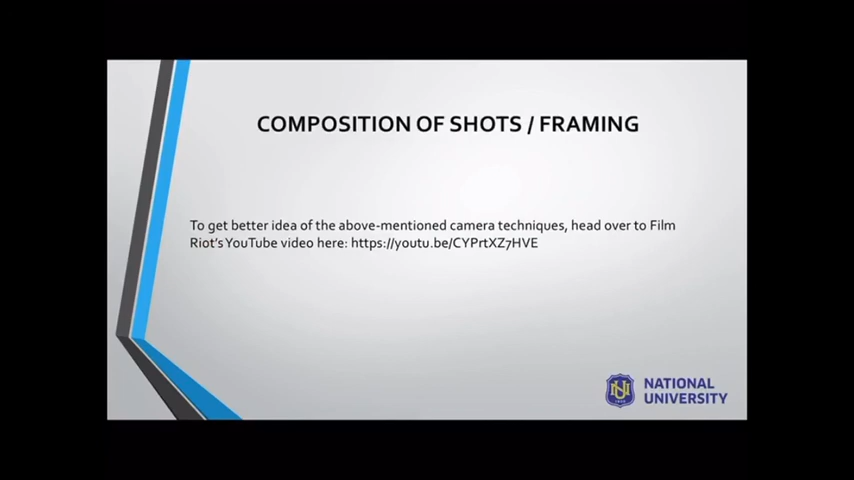 COMPOSITION OF SHOTS / FRAMING
To get better idea of the above-mentioned camera techniques, head over to Film
Riot's YouTube video here: https://youtu.be/CYPrtXZ7HVE
NATIONAL
UNIVERSITY